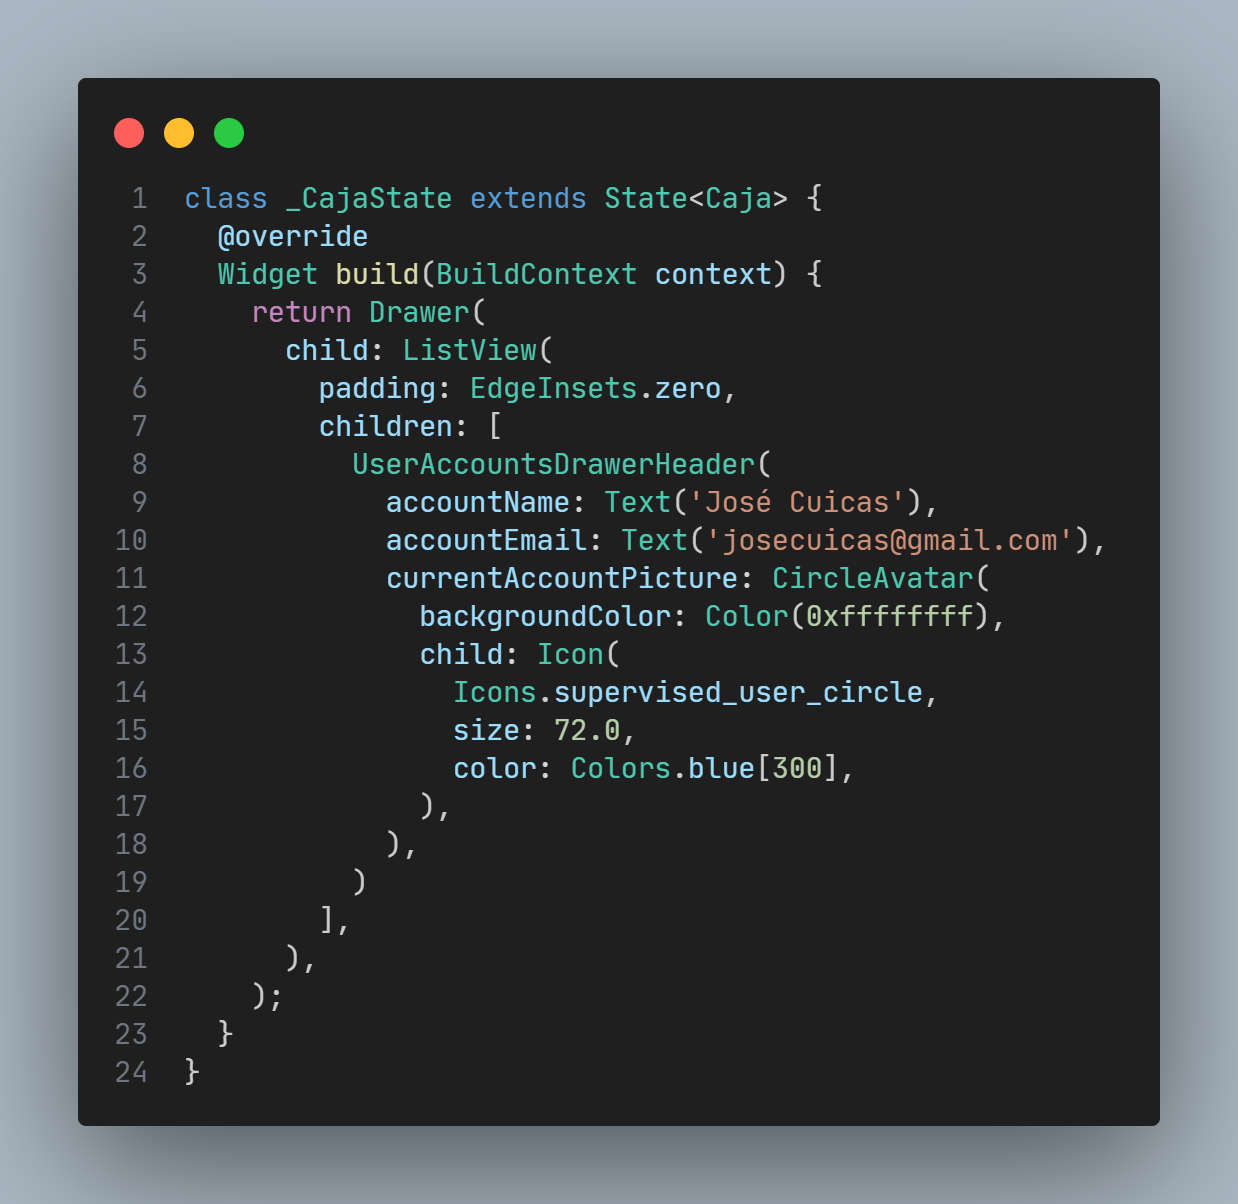 1 class _CajaState extends State<Caja> {
2   @override
3   Widget build(BuildContext context) {
4     return Drawer(
5       child: ListView(
6         padding: EdgeInsets.zero,
7         children: [
8           UserAccountsDrawerHeader(
9             accountName: Text('José Cuicas'),
10             accountEmail: Text('josecuicas@gmail.com'),
11             currentAccountPicture: CircleAvatar(
12               backgroundColor: Color(0xffffffff),
13               child: Icon(
14                 Icons.supervised_user_circle,
15                 size: 72.0,
16                 color: Colors.blue[300],
17               ),
18             ),
19           )
20         ],
21       ),
22     );
23   }
24 }